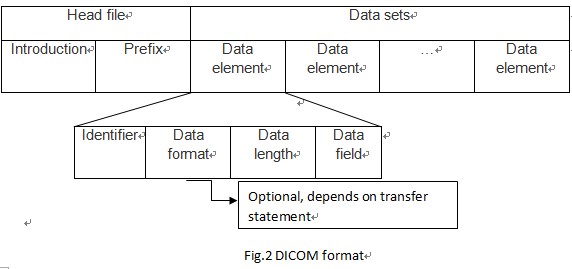 Head file Data sets
Introduction Prefix Data element Data element … Data element
Identifier Data format Data length Data field
Optional, depends on transfer
statement
Fig.2 DICOM format